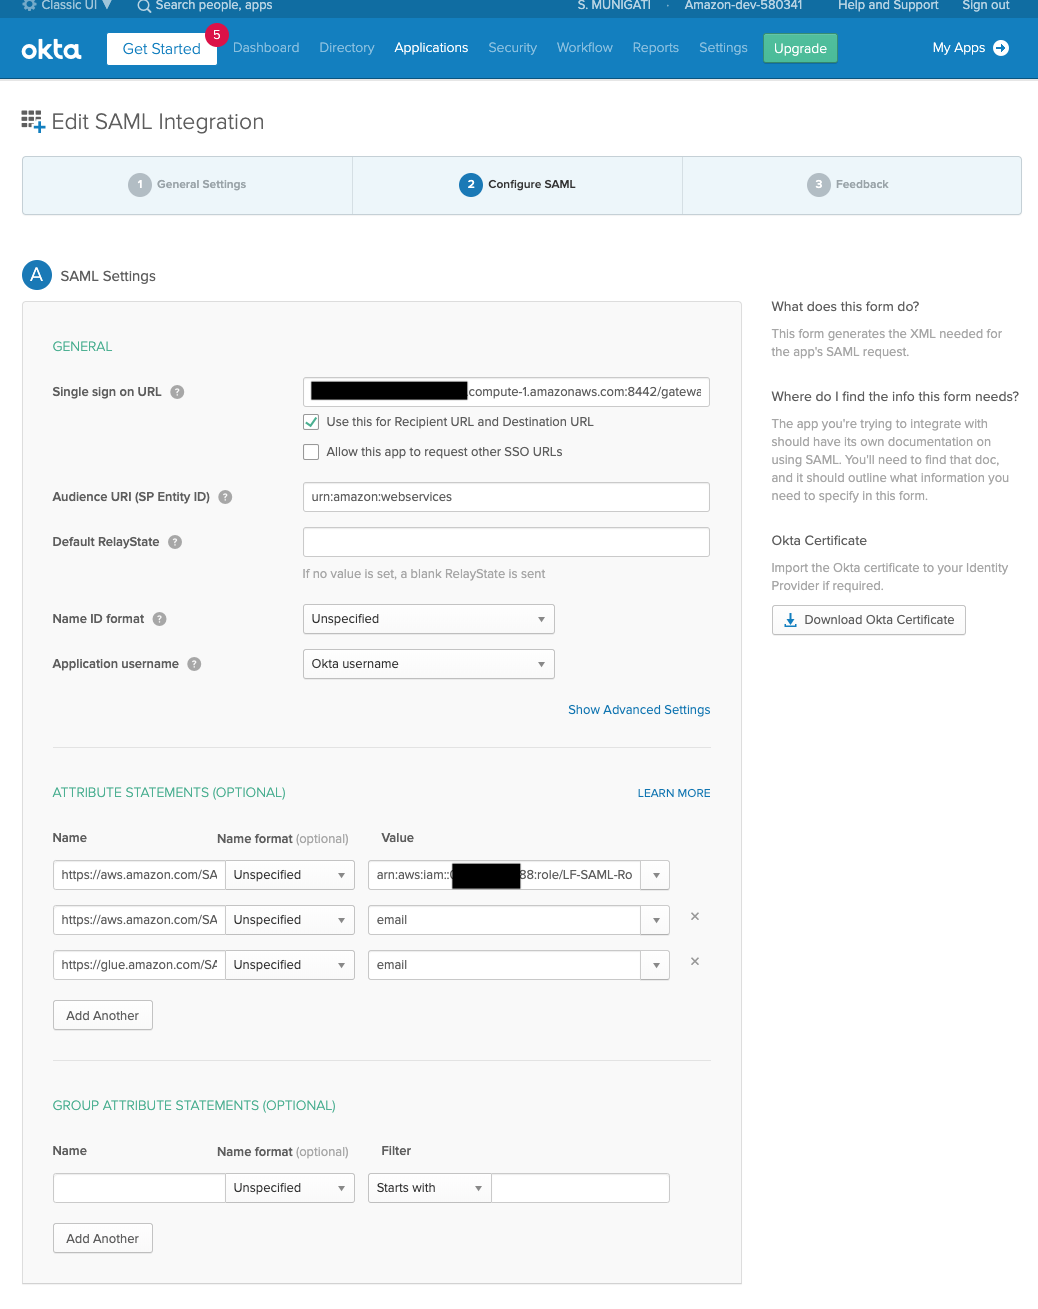 Classic UI
Search people, apps
S. MUNIGATI · Amazon-dev-580341
Help and Support
Sign out
okta
Get Started
5
Dashboard
Directory
Applications
Security
Workflow
Reports
Settings
Upgrade
My Apps
Edit SAML Integration
1 General Settings
2 Configure SAML
3 Feedback
A SAML Settings
GENERAL
Single sign on URL ?
.compute-1.amazonaws.com:8442/gatewa
Use this for Recipient URL and Destination URL
Allow this app to request other SSO URLs
Audience URI (SP Entity ID) ?
urn:amazon:webservices
Default RelayState ?
If no value is set, a blank RelayState is sent
Name ID format ?
Unspecified
Application username ?
Okta username
Show Advanced Settings
ATTRIBUTE STATEMENTS (OPTIONAL)
LEARN MORE
Name
Name format (optional)
Value
https://aws.amazon.com/SA
Unspecified
arn:aws:iam:: 88:role/LF-SAML-Ro
https://aws.amazon.com/SA
Unspecified
email
×
https://glue.amazon.com/SA
Unspecified
email
×
Add Another
GROUP ATTRIBUTE STATEMENTS (OPTIONAL)
Name
Name format (optional)
Filter
Unspecified
Starts with
Add Another
What does this form do?
This form generates the XML needed for
the app's SAML request.
Where do I find the info this form needs?
The app you're trying to integrate with
should have its own documentation on
using SAML. You'll need to find that doc,
and it should outline what information you
need to specify in this form.
Okta Certificate
Import the Okta certificate to your Identity
Provider if required.
Download Okta Certificate